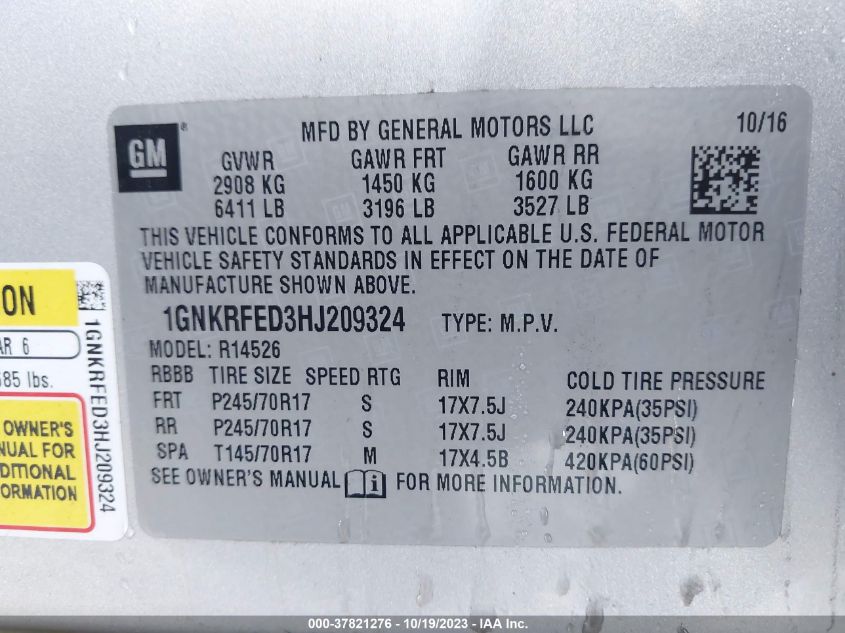 GM
MFD BY GENERAL MOTORS LLC
10/16
GVWR GAWR FRT GAWR RR
2908 KG 1450 KG 1600 KG
6411 LB 3196 LB 3527 LB
THIS VEHICLE CONFORMS TO ALL APPLICABLE U.S. FEDERAL MOTOR
VEHICLE SAFETY STANDARDS IN EFFECT ON THE DATE OF
MANUFACTURE SHOWN ABOVE.
1GNKRFED3HJ209324 TYPE: M.P.V.
MODEL: R14526
RBBB TIRE SIZE SPEED RTG RIM COLD TIRE PRESSURE
FRT P245/70R17 S 17X7.5J 240KPA(35PSI)
RR P245/70R17 S 17X7.5J 240KPA(35PSI)
SPA T145/70R17 M 17X4.5B 420KPA(60PSI)
SEE OWNER'S MANUAL FOR MORE INFORMATION.
ON
AR 6
585 lbs.
OWNER'S
NUAL FOR
DITIONAL
FORMATION
1GNKRFED3HJ209324
000-37821276 - 10/19/2023 - IAA Inc.